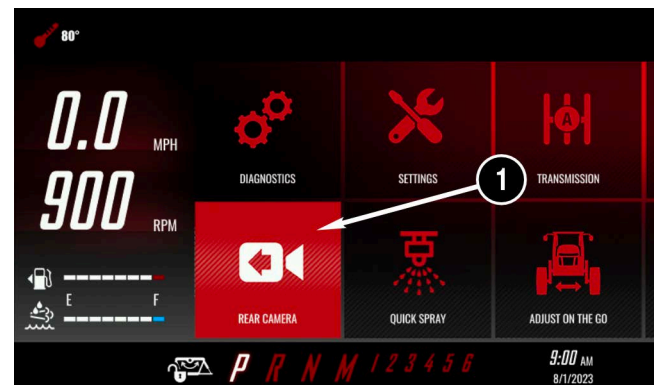 80°
0.0 MPH
900 RPM
E F
DIAGNOSTICS
SETTINGS
TRANSMISSION
A
1
REAR CAMERA
QUICK SPRAY
ADJUST ON THE GO
P R N M 1 2 3 4 5 6
9:00 AM
8/1/2023